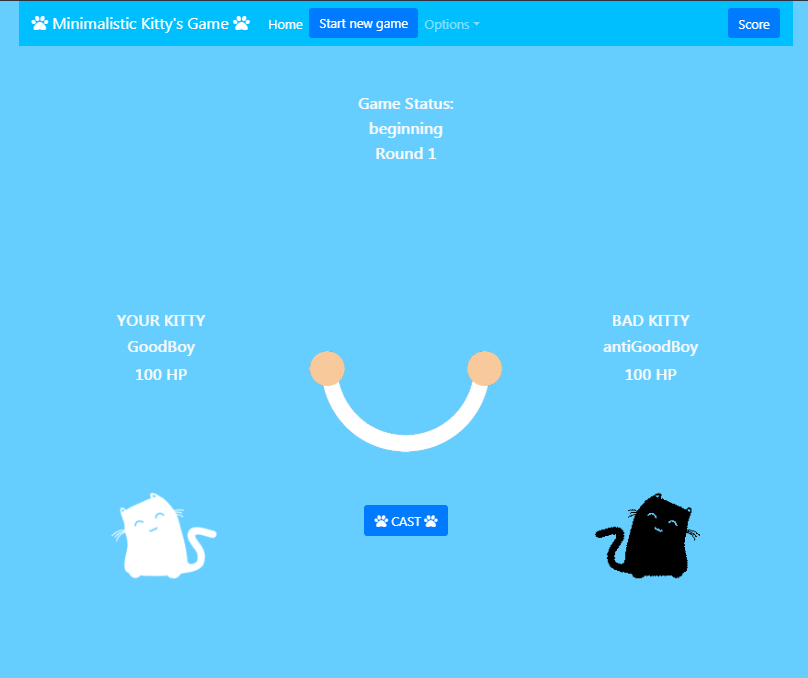 Minimalistic Kitty's Game
Home
Start new game
Options
Score
Game Status:
beginning
Round 1
YOUR KITTY
GoodBoy
100 HP
BAD KITTY
antiGoodBoy
100 HP
CAST